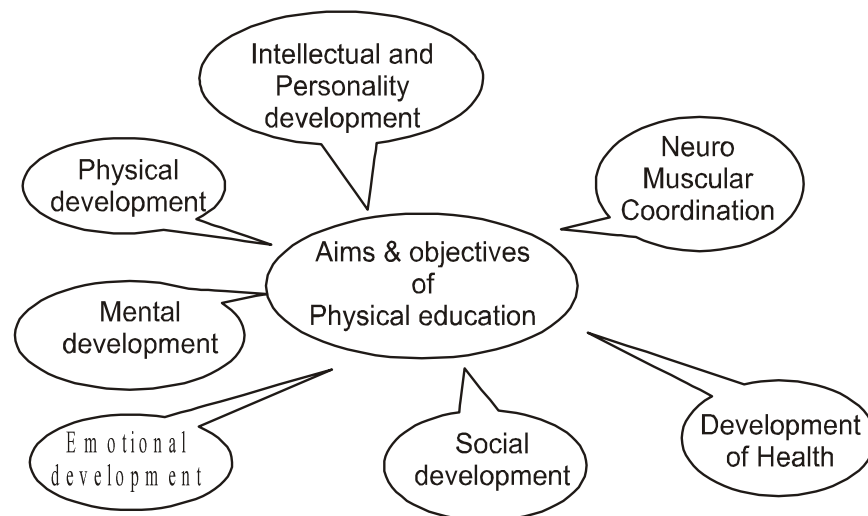 Intellectual and
Personality
development
Physical
development
Neuro
Muscular
Coordination
Aims & objectives
of
Physical education
Mental
development
Emotional
development
Social
development
Development
of Health